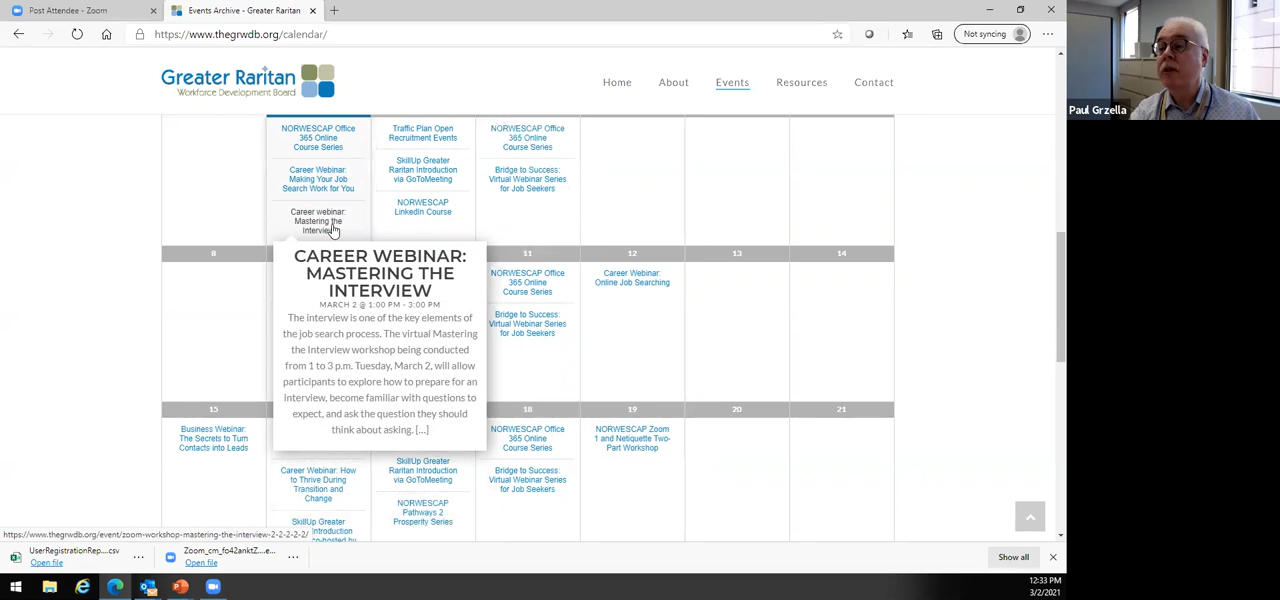 Post Attendee - Zoom
Events Archive - Greater Raritan
https://www.thegrwdb.org/calendar/
Not syncing
Greater Raritan
Workforce Development Board
Home
About
Events
Resources
Contact
Paul Grzella
NORWESCAP Office
365 Online
Course Series
Career Webinar:
Making Your Job
Search Work for You
Career webinar:
Mastering the
Interview
Traffic Plan Open
Recruitment Events
SkillUp Greater
Raritan Introduction
via GoToMeeting
NORWESCAP
LinkedIn Course
NORWESCAP Office
365 Online
Course Series
Bridge to Success:
Virtual Webinar Series
for Job Seekers
8
11
12
13
14
CAREER WEBINAR:
MASTERING THE
INTERVIEW
MARCH 2 @ 1:00 PM - 3:00 PM
The interview is one of the key elements of
the job search process. The virtual Mastering
the Interview workshop being conducted
from 1 to 3 p.m. Tuesday, March 2, will allow
participants to explore how to prepare for an
interview, become familiar with questions to
expect, and ask the question they should
think about asking. [...]
NORWESCAP Office
365 Online
Course Series
Bridge to Success:
Virtual Webinar Series
for Job Seekers
Career Webinar:
Online Job Searching
15
18
19
20
21
Business Webinar:
The Secrets to Turn
Contacts into Leads
Career Webinar: How
to Thrive During
Transition and
Change
SkillUp Greater
Introduction
co-hosted by
SkillUp Greater
Raritan Introduction
via GoToMeeting
NORWESCAP
Pathways 2
Prosperity Series
NORWESCAP Office
365 Online
Course Series
Bridge to Success:
Virtual Webinar Series
for Job Seekers
NORWESCAP Zoom
1 and Netiquette Two-
Part Workshop
https://www.thegrwdb.org/event/zoom-workshop-mastering-the-interview-2-2-2-2-2/
UserRegistrationRep....csv
Open file
Zoom_cm_fo42anktZ....e...
Open file
Show all
12:33 PM
3/2/2021